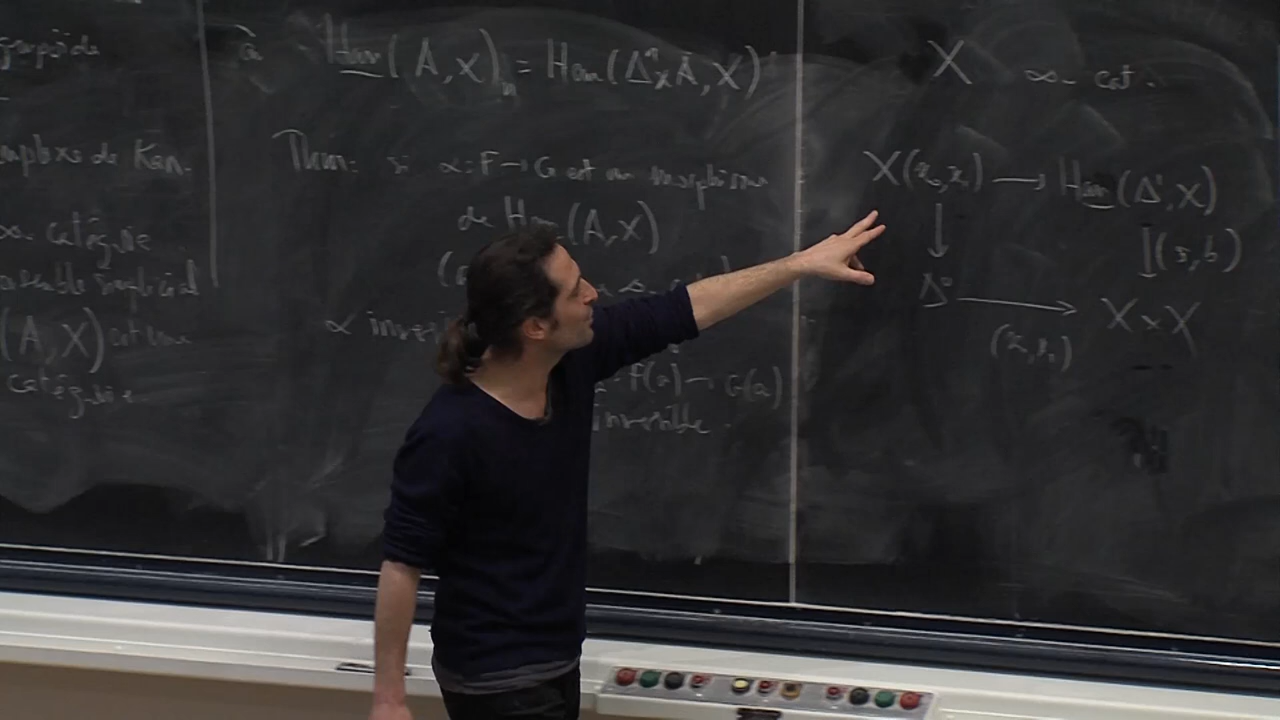 groupoïde
complexe de Kan.
∞-catégorie
ensemble simplicial
(A, X) est une
catégorie
à Hom(A, X)ₙ = Hom(Δⁿ×A, X)
Thm: si α: F → G est un morphisme
de Hom(A, X)
α
F(a) → G(a)
inversible.
X ∞-cat.
X(x₀, x₁) → Hom(Δ¹, X)
↓ ↓ (s, b)
Δ⁰ → X × X
(x₀, x₁)